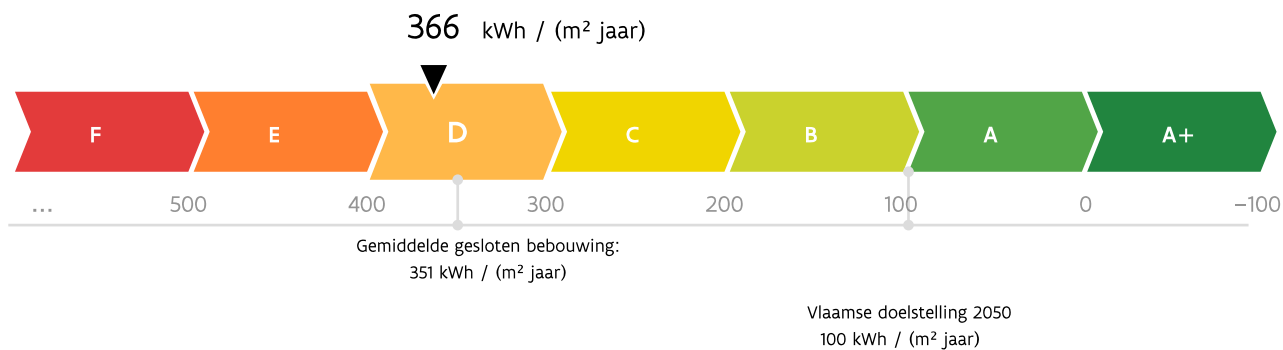 366 kWh / (m² jaar)
F E D C B A A+
... 500 400 300 200 100 0 –100
Gemiddelde gesloten bebouwing:
351 kWh / (m² jaar)
Vlaamse doelstelling 2050
100 kWh / (m² jaar)